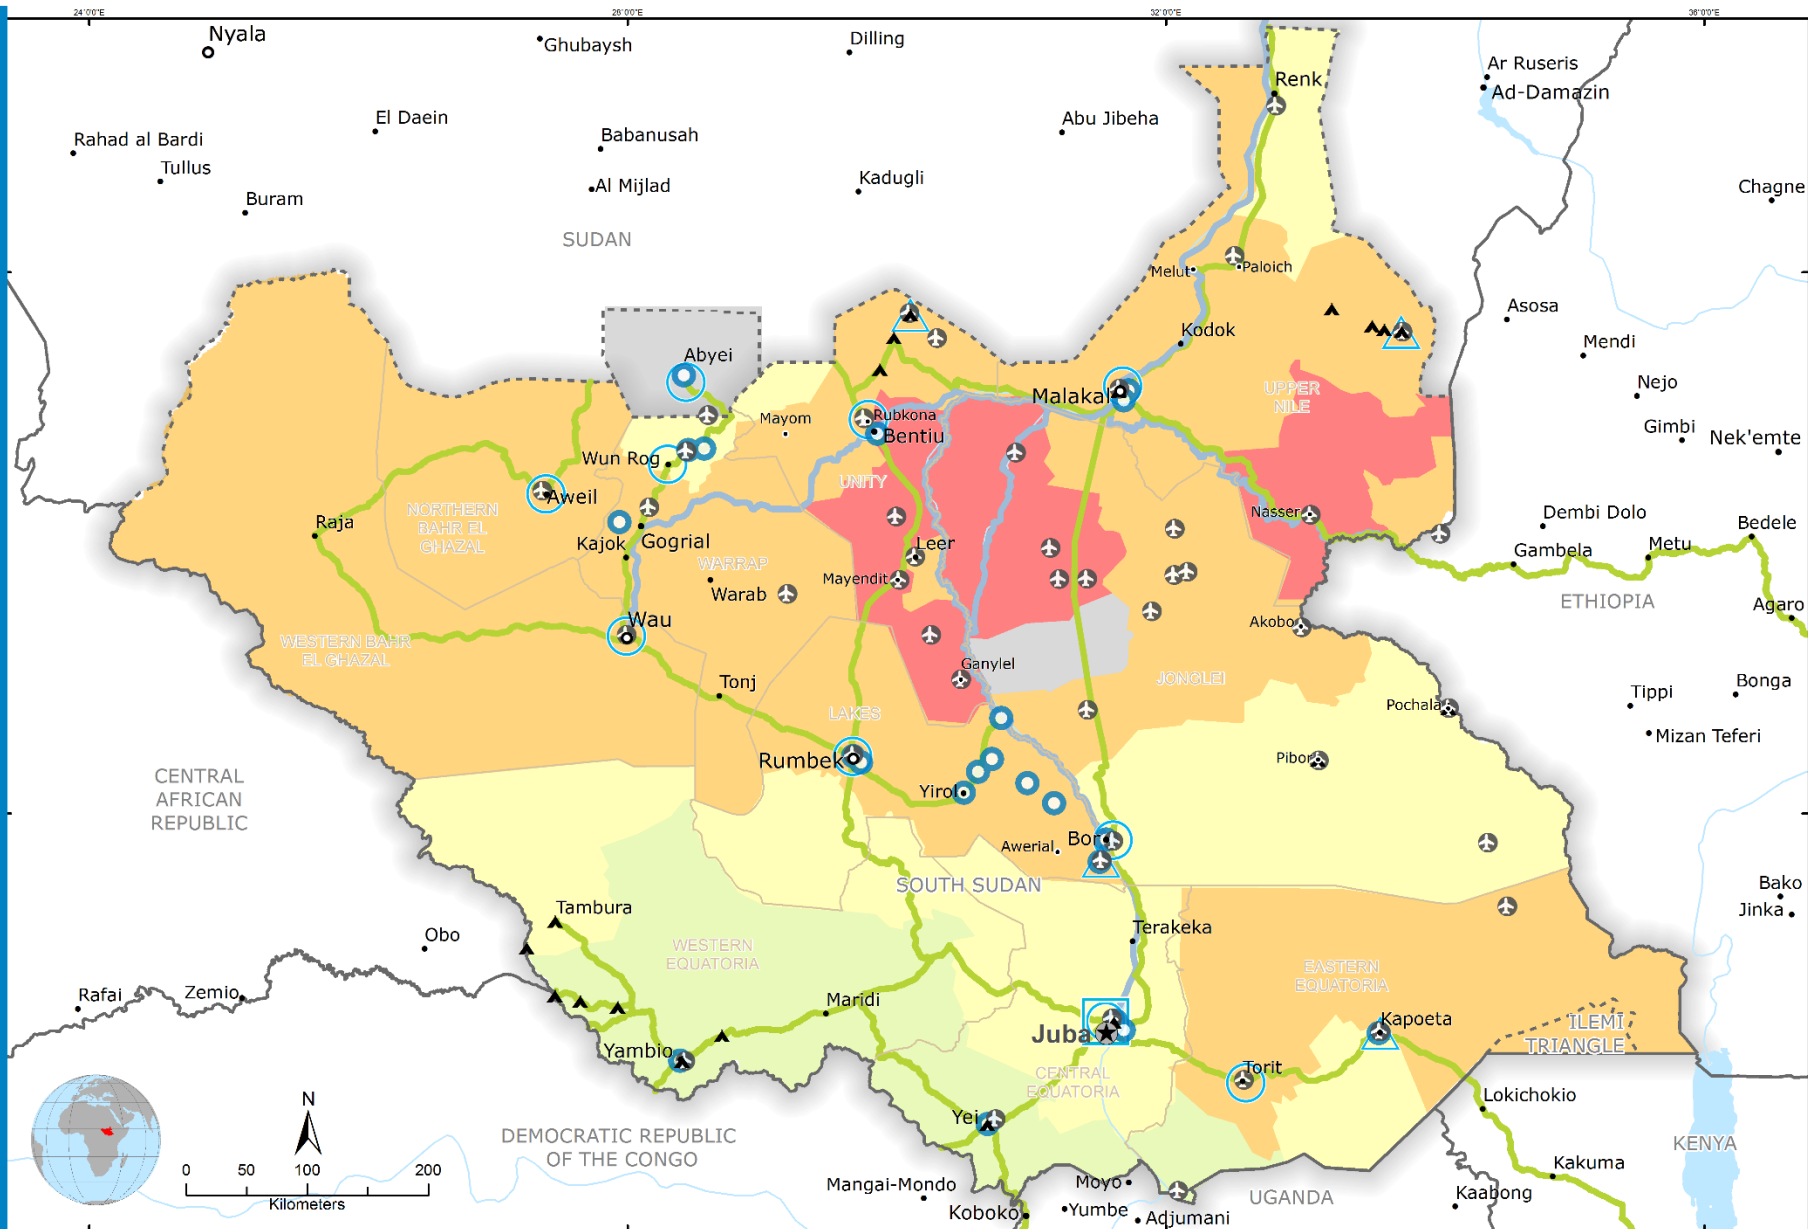 24°0'0"E
28°0'0"E
32°0'0"E
36°0'0"E
Nyala
Ghubaysh
Dilling
Renk
Ar Ruseris
Ad-Damazin
Rahad al Bardi
El Daein
Babanusah
Abu Jibeha
Tullus
Al Mijlad
Kadugli
Chagne
Buram
SUDAN
Melut
Paloich
Asosa
Kodok
Mendi
Abyei
Malakal
UPPER
NILE
Nejo
Mayom
Rubkona
Bentiu
Gimbi
Nek'emte
Wun Rog
UNITY
Aweil
NORTHERN
BAHR EL
GHAZAL
Raja
Nasser
Dembi Dolo
Bedele
Kajok
Gogrial
Leer
Gambela
Metu
WARRAP
Mayendit
Warab
ETHIOPIA
Agaro
Wau
Akobo
WESTERN BAHR
EL GHAZAL
Ganylel
JONGLEI
Tonj
Tippi
Bonga
LAKES
Pochala
Mizan Teferi
Rumbek
Pibor
CENTRAL
AFRICAN
REPUBLIC
Yirol
Awerial
Bor
SOUTH SUDAN
Bako
Jinka
Tambura
Obo
WESTERN
EQUATORIA
Terakeka
EASTERN
EQUATORIA
Rafai
Zemio
Maridi
Juba
Kapoeta
ILEMI
TRIANGLE
Yambio
Torit
CENTRAL
EQUATORIA
Lokichokio
N
Yei
DEMOCRATIC REPUBLIC
OF THE CONGO
KENYA
0 50 100 200
Kilometers
Kakuma
Mangai-Mondo
Moyo
UGANDA
Kaabong
Koboko
Yumbe
Adjumani